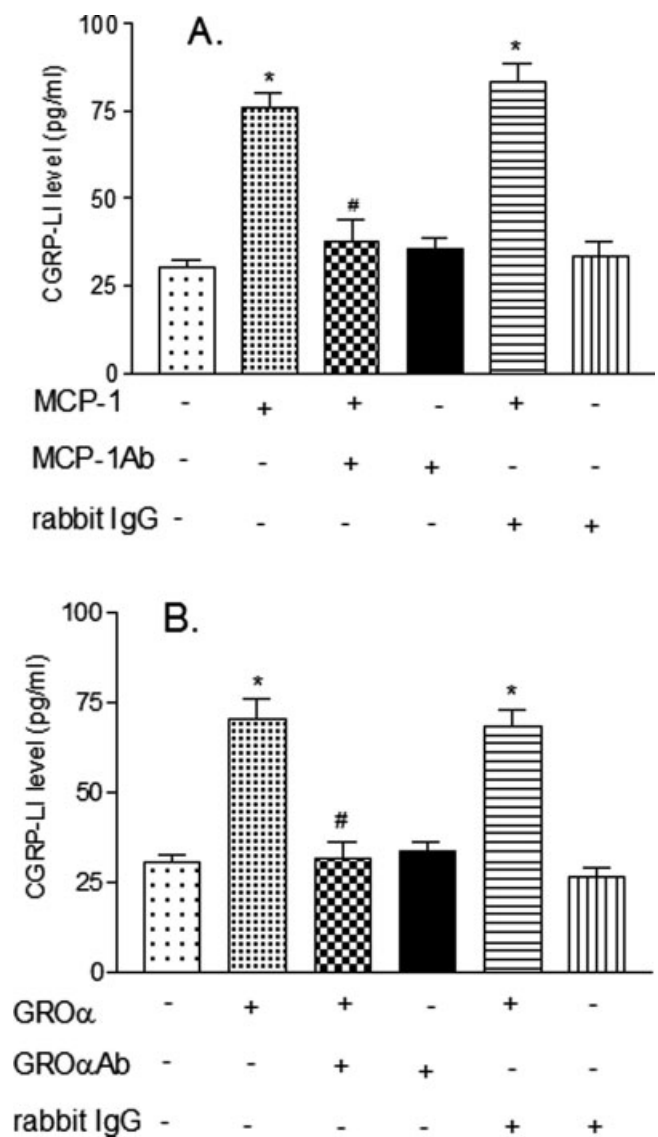 A.
CGRP-LI level (pg/ml)
100
75
50
25
0
* # *
MCP-1 - + + - + -
MCP-1Ab - - + + - -
rabbit IgG - - - - + +
B.
CGRP-LI level (pg/ml)
100
75
50
25
0
* # *
GROα - + + - + -
GROαAb - - + + - -
rabbit IgG - - - - + +